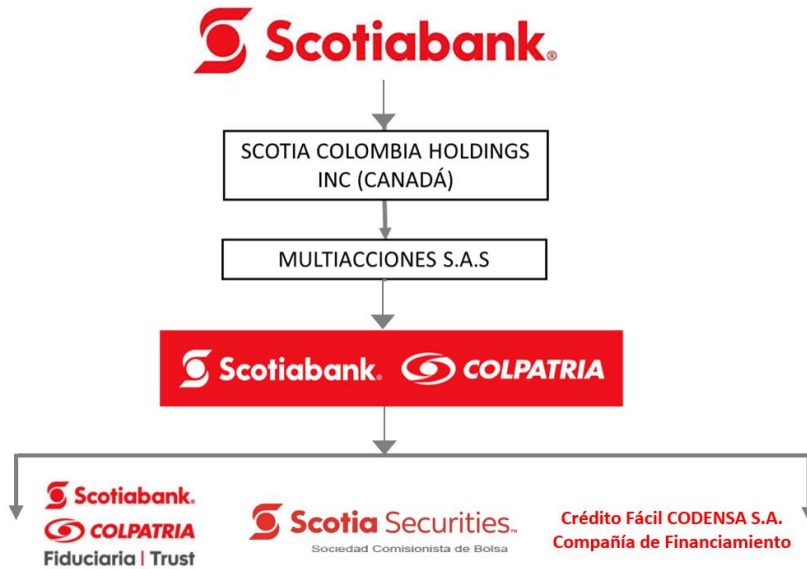 Scotiabank®
SCOTIA COLOMBIA HOLDINGS
INC (CANADÁ)
MULTIACCIONES S.A.S
Scotiabank® COLPATRIA
Scotiabank®
COLPATRIA
Fiduciaria | Trust
Scotia Securities™
Sociedad Comisionista de Bolsa
Crédito Fácil CODENSA S.A.
Compañía de Financiamiento